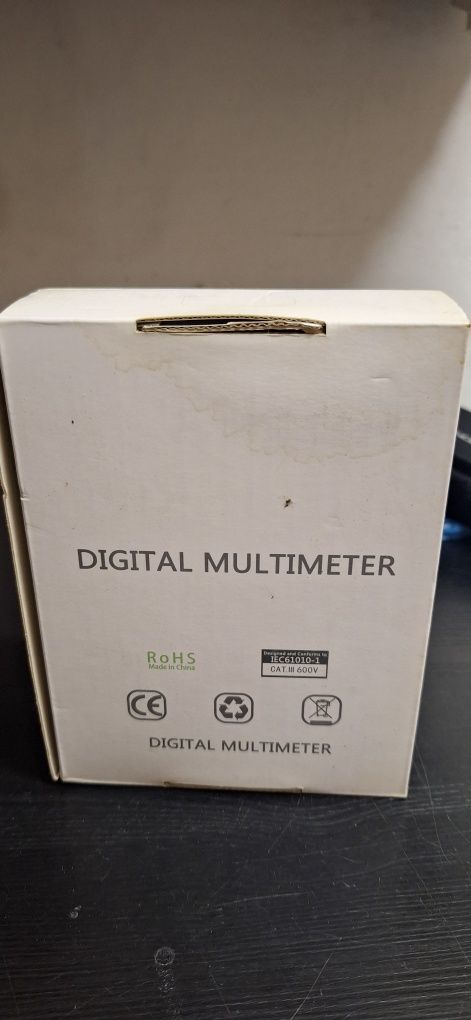 DIGITAL MULTIMETER
RoHS
Made in China
Designed and Conforms to
IEC61010-1
CAT.III 600V
CE
DIGITAL MULTIMETER